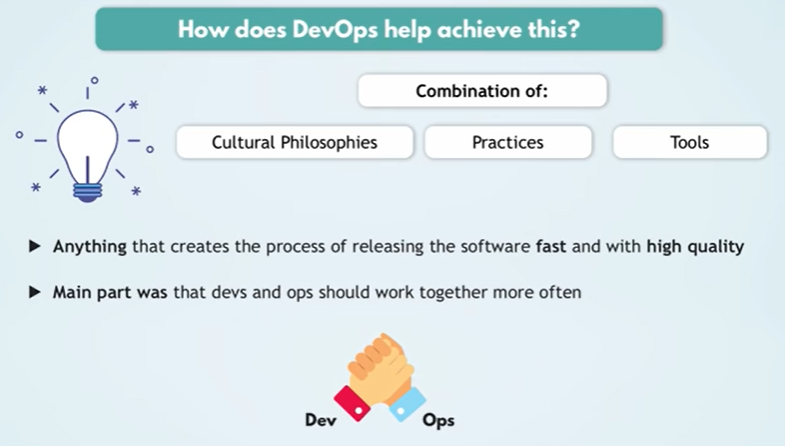 How does DevOps help achieve this?
Combination of:
Cultural Philosophies
Practices
Tools
Anything that creates the process of releasing the software fast and with high quality
Main part was that devs and ops should work together more often
Dev
Ops